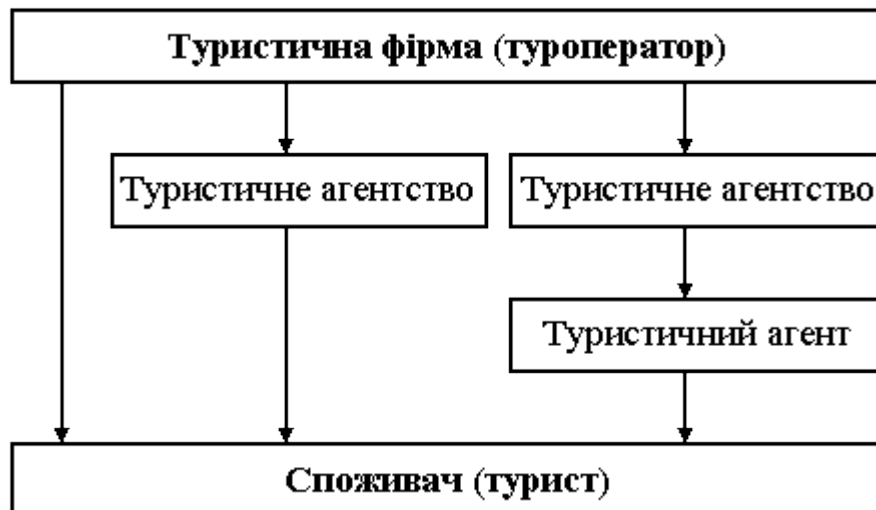 Туристична фірма (туроператор)
Туристичне агентство
Туристичне агентство
Туристичний агент
Споживач (турист)